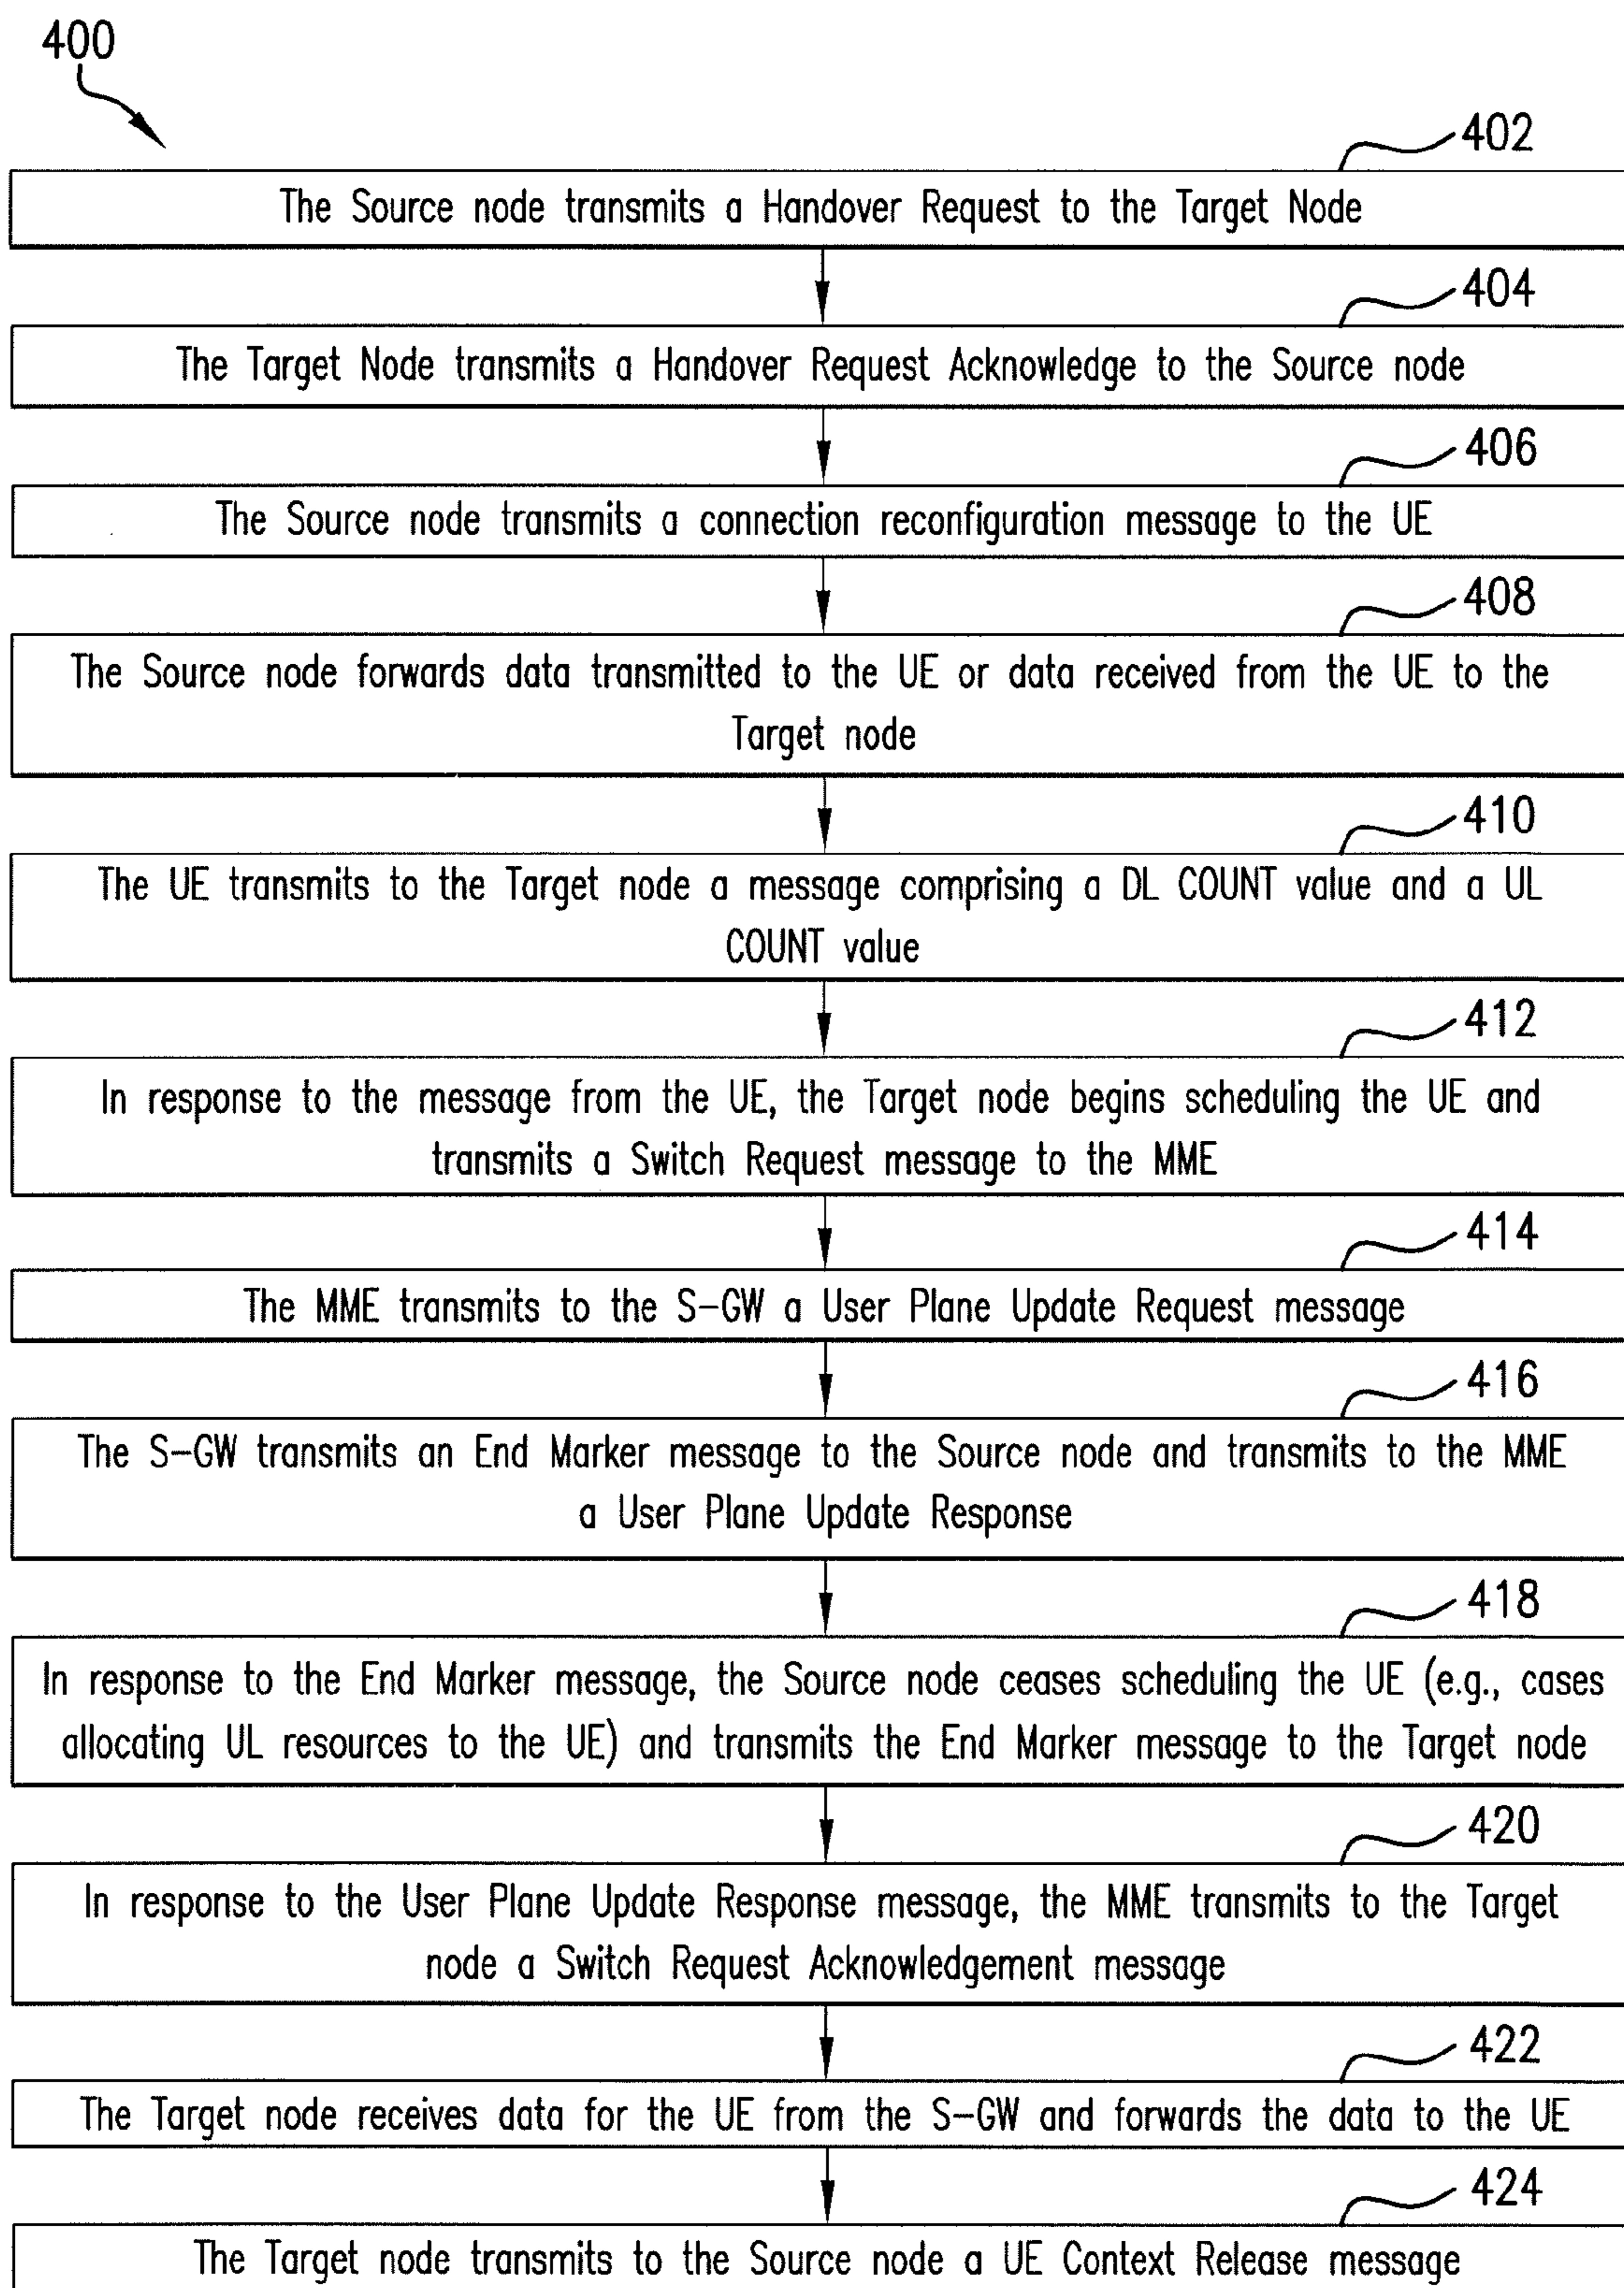 400
402
The Source node transmits a Handover Request to the Target Node
404
The Target Node transmits a Handover Request Acknowledge to the Source node
406
The Source node transmits a connection reconfiguration message to the UE
408
The Source node forwards data transmitted to the UE or data received from the UE to the
Target node
410
The UE transmits to the Target node a message comprising a DL COUNT value and a UL
COUNT value
412
In response to the message from the UE, the Target node begins scheduling the UE and
transmits a Switch Request message to the MME
414
The MME transmits to the S-GW a User Plane Update Request message
416
The S-GW transmits an End Marker message to the Source node and transmits to the MME
a User Plane Update Response
418
In response to the End Marker message, the Source node ceases scheduling the UE (e.g., cases
allocating UL resources to the UE) and transmits the End Marker message to the Target node
420
In response to the User Plane Update Response message, the MME transmits to the Target
node a Switch Request Acknowledgement message
422
The Target node receives data for the UE from the S-GW and forwards the data to the UE
424
The Target node transmits to the Source node a UE Context Release message